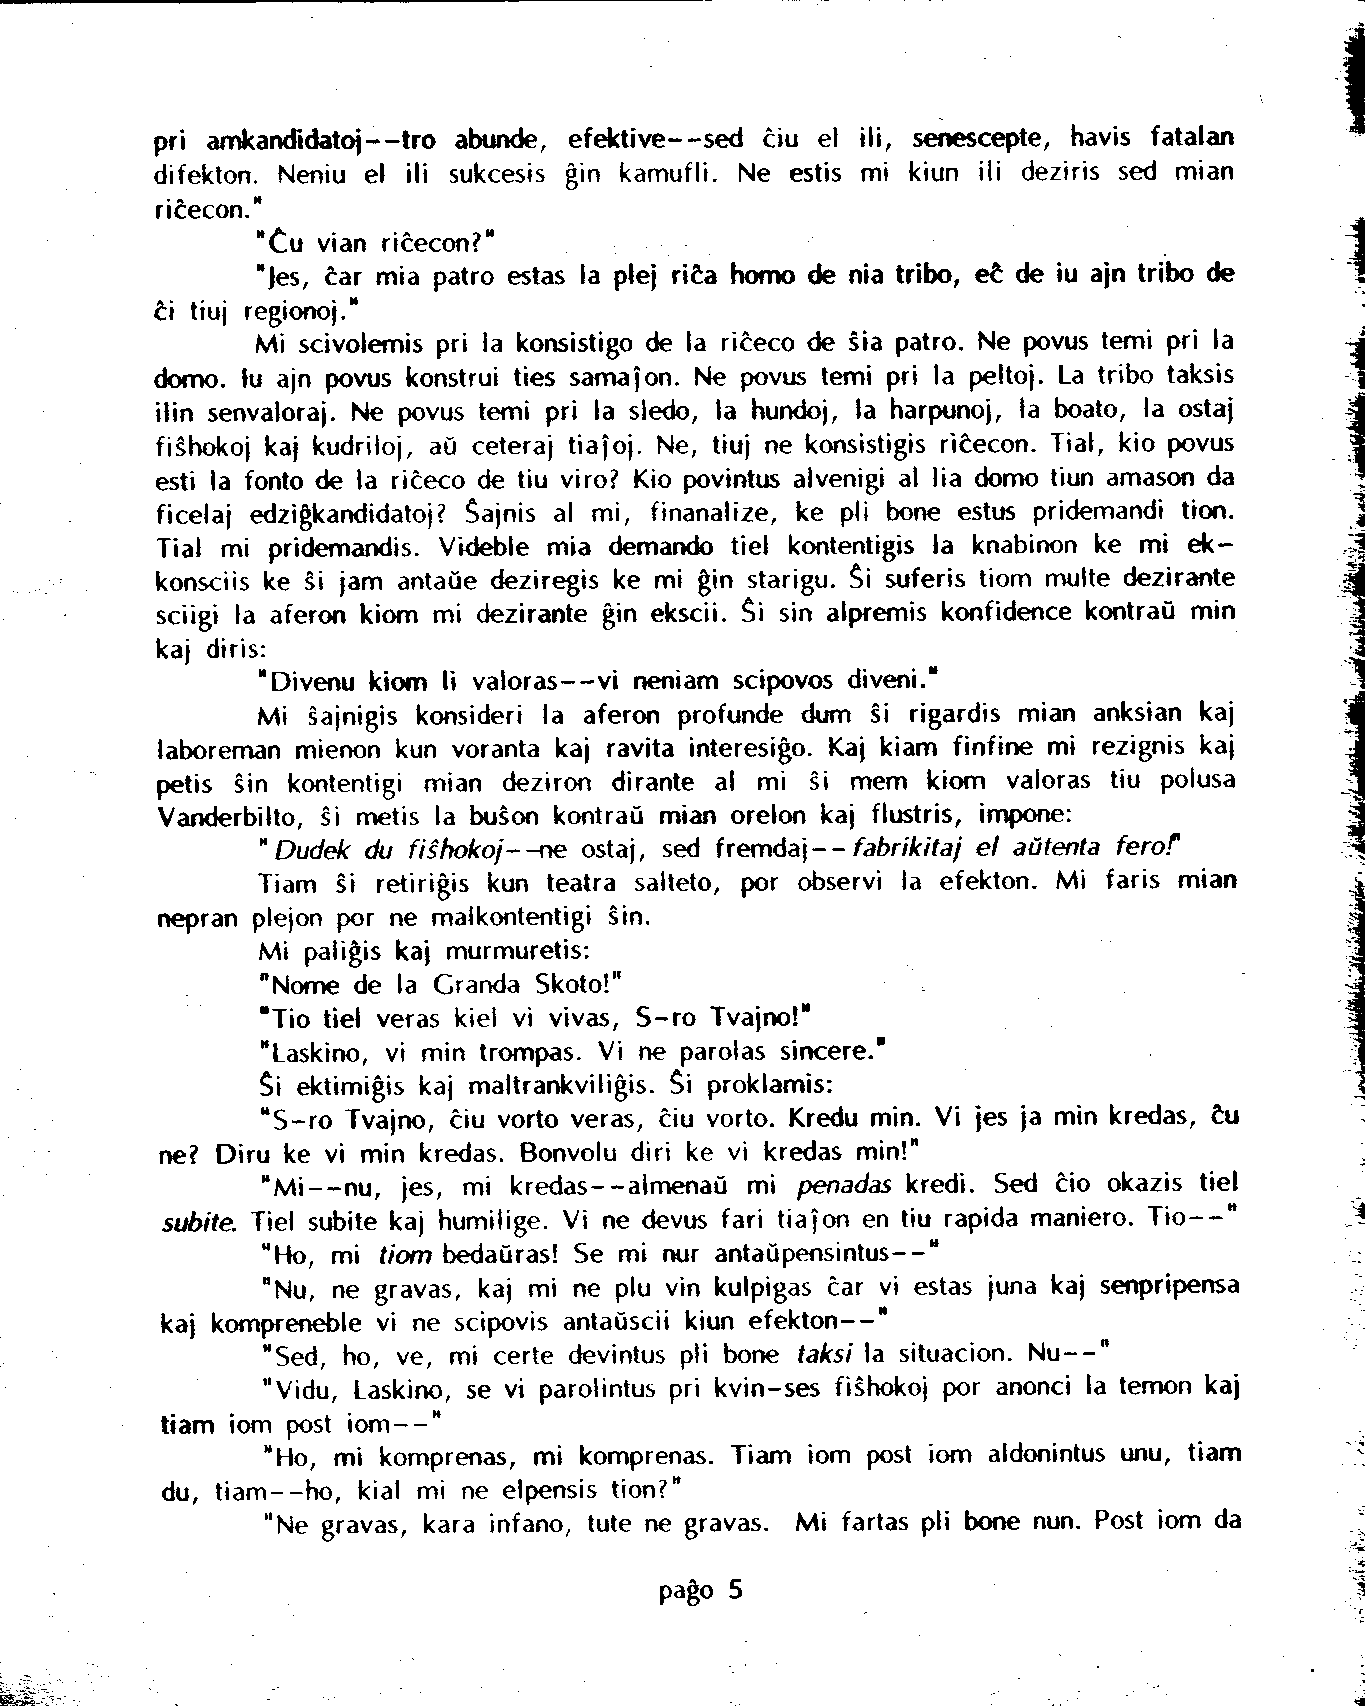 pri amkandidatoj--tro abunde, efektive--sed ĉiu el ili, senescepte, havis fatalan
difekton. Neniu el ili sukcesis ĝin kamufli. Ne estis mi kiun ili deziris sed mian
riĉecon."
"Ĉu vian riĉecon?"
"Jes, ĉar mia patro estas la plej riĉa homo de nia tribo, eĉ de iu ajn tribo de
ĉi tiuj regionoj."
Mi scivolemis pri la konsistigo de la riĉeco de ŝia patro. Ne povus temi pri la
domo. Iu ajn povus konstrui ties samaĵon. Ne povus temi pri la peltoj. La tribo taksis
ilin senvaloraj. Ne povus temi pri la sledo, la hundoj, la harpunoj, la boato, la ostaj
fiŝhokoj kaj kudriloj, aŭ ceteraj tiaĵoj. Ne, tiuj ne konsistigis riĉecon. Tial, kio povus
esti la fonto de la riĉeco de tiu viro? Kio povintus alvenigi al lia domo tiun amason da
ficelaj edziĝkandidatoj? Ŝajnis al mi, finanalize, ke pli bone estus pridemandi tion.
Tial mi pridemandis. Videble mia demando tiel kontentigis la knabinon ke mi ek-
konsciis ke ŝi jam antaŭe deziregis ke mi ĝin starigu. Ŝi suferis tiom multe dezirante
sciigi la aferon kiom mi dezirante ĝin ekscii. Ŝi sin alpremis konfidence kontraŭ min
kaj diris:
"Divenu kiom li valoras--vi neniam scipovos diveni."
Mi ŝajnigis konsideri la aferon profunde dum ŝi rigardis mian anksian kaj
laboreman mienon kun voranta kaj ravita interesiĝo. Kaj kiam finfine mi rezignis kaj
petis ŝin kontentigi mian deziron dirante al mi ŝi mem kiom valoras tiu polusa
Vanderbilto, ŝi metis la buŝon kontraŭ mian orelon kaj flustris, impone:
"Dudek du fiŝhokoj--ne ostaj, sed fremdaj--fabrikitaj el aŭtenta fero!"
Tiam ŝi retiriĝis kun teatra salteto, por observi la efekton. Mi faris mian
nepran plejon por ne malkontentigi ŝin.
Mi paliĝis kaj murmuretis:
"Nome de la Granda Skoto!"
"Tio tiel veras kiel vi vivas, S-ro Tvajno!"
"Laskino, vi min trompas. Vi ne parolas sincere."
Ŝi ektimiĝis kaj maltrankviliĝis. Ŝi proklamis:
"S-ro Tvajno, ĉiu vorto veras, ĉiu vorto. Kredu min. Vi jes ja min kredas, ĉu
ne? Diru ke vi min kredas. Bonvolu diri ke vi kredas min!"
"Mi--nu, jes, mi kredas--almenaŭ mi penadas kredi. Sed ĉio okazis tiel
subite. Tiel subite kaj humilige. Vi ne devus fari tiaĵon en tiu rapida maniero. Tio--"
"Ho, mi tiom bedaŭras! Se mi nur antaŭpensintus--"
"Nu, ne gravas, kaj mi ne plu vin kulpigas ĉar vi estas juna kaj senpripensa
kaj kompreneble vi ne scipovis antaŭscii kiun efekton--"
"Sed, ho, ve, mi certe devintus pli bone taksi la situacion. Nu--"
"Vidu, Laskino, se vi parolintus pri kvin-ses fiŝhokoj por anonci la temon kaj
tiam iom post iom--"
"Ho, mi komprenas, mi komprenas. Tiam iom post iom aldonintus unu, tiam
du, tiam--ho, kial mi ne elpensis tion?"
"Ne gravas, kara infano, tute ne gravas. Mi fartas pli bone nun. Post iom da
paĝo 5